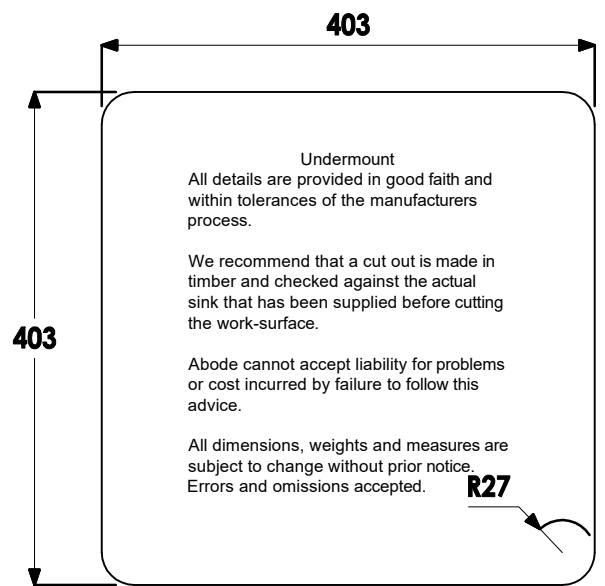 403
Undermount
All details are provided in good faith and
within tolerances of the manufacturers
process.
We recommend that a cut out is made in
timber and checked against the actual
sink that has been supplied before cutting
the work-surface.
403
Abode cannot accept liability for problems
or cost incurred by failure to follow this
advice.
All dimensions, weights and measures are
subject to change without prior notice.
Errors and omissions accepted.
R27